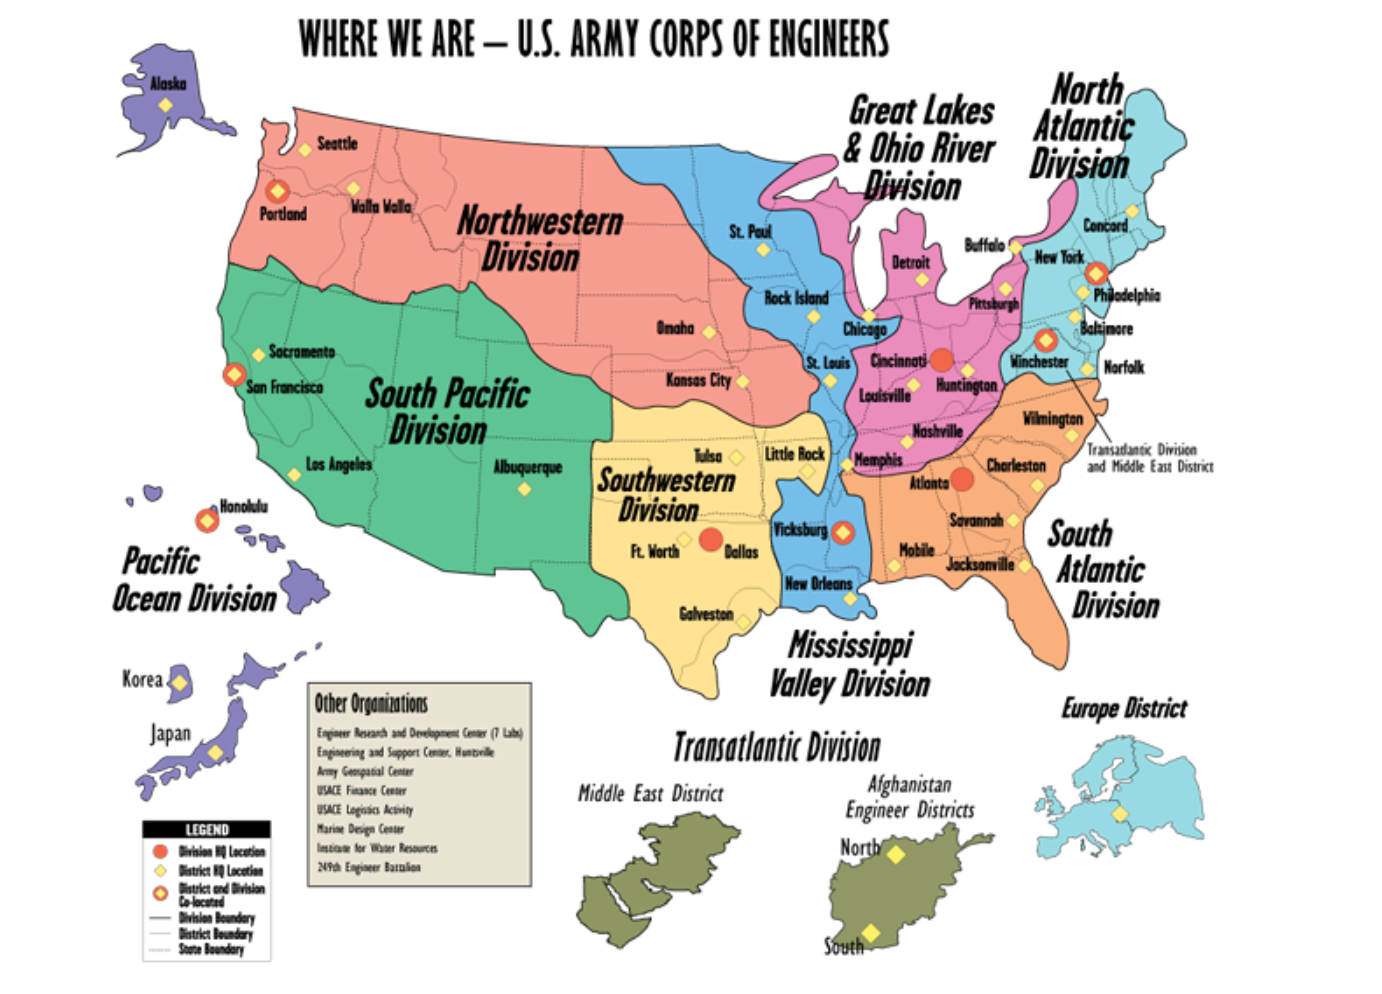 WHERE WE ARE – U.S. ARMY CORPS OF ENGINEERS
Alaska
Seattle
Portland
Walla Walla
Northwestern
Division
Great Lakes
& Ohio River
Division
North
Atlantic
Division
St. Paul
Rock Island
Omaha
Kansas City
St. Louis
Chicago
Detroit
Buffalo
Pittsburgh
Cincinnati
Louisville
Huntington
Nashville
Memphis
Concord
New York
Philadelphia
Baltimore
Winchester
Norfolk
Transatlantic Division
and Middle East District
Sacramento
San Francisco
South Pacific
Division
Los Angeles
Albuquerque
Tulsa
Little Rock
Southwestern
Division
Ft. Worth
Dallas
Galveston
Vicksburg
New Orleans
Mississippi
Valley Division
Wilmington
Charleston
Atlanta
Savannah
Mobile
Jacksonville
South
Atlantic
Division
Honolulu
Pacific
Ocean Division
Korea
Japan
Other Organizations
Engineer Research and Development Center (7 Labs)
Engineering and Support Center, Huntsville
Army Geospatial Center
USACE Finance Center
USACE Logistics Activity
Marine Design Center
Institute for Water Resources
249th Engineer Battalion
LEGEND
Division HQ Location
District HQ Location
District and Division
Co-located
Division Boundary
District Boundary
State Boundary
Transatlantic Division
Middle East District
Afghanistan
Engineer Districts
North
South
Europe District